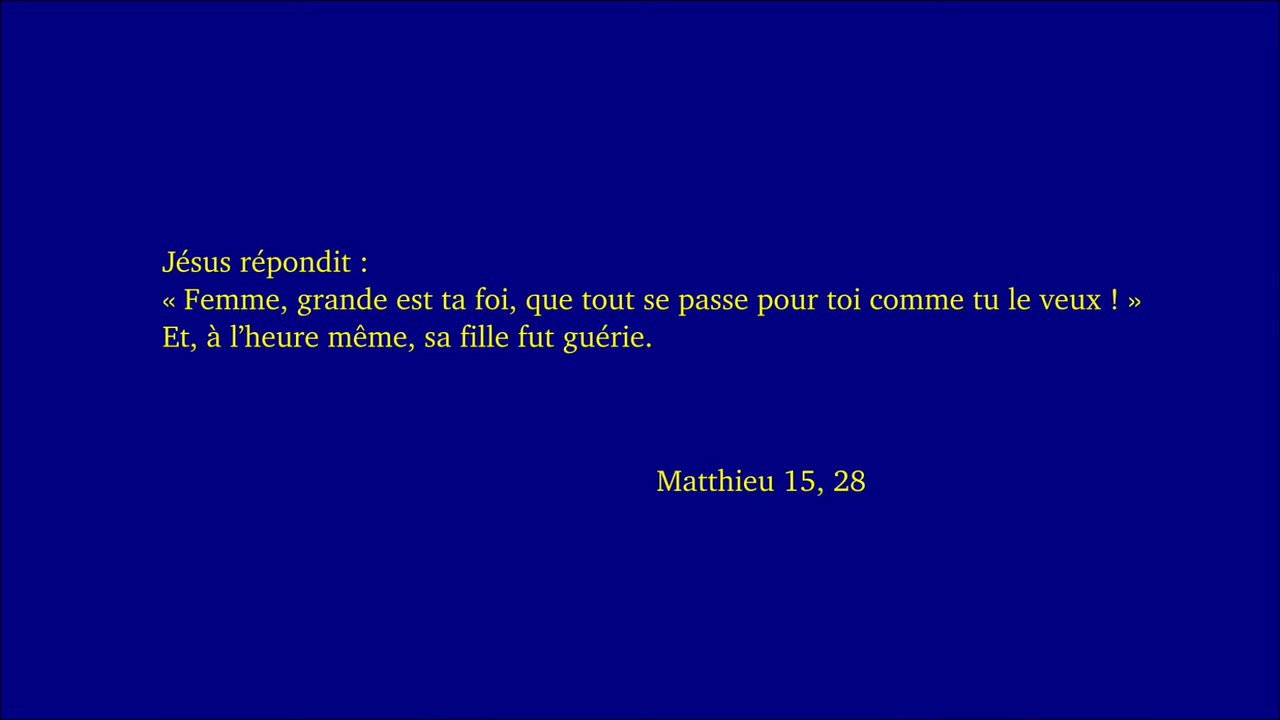 Jésus répondit :
« Femme, grande est ta foi, que tout se passe pour toi comme tu le veux ! »
Et, à l’heure même, sa fille fut guérie.
Matthieu 15, 28